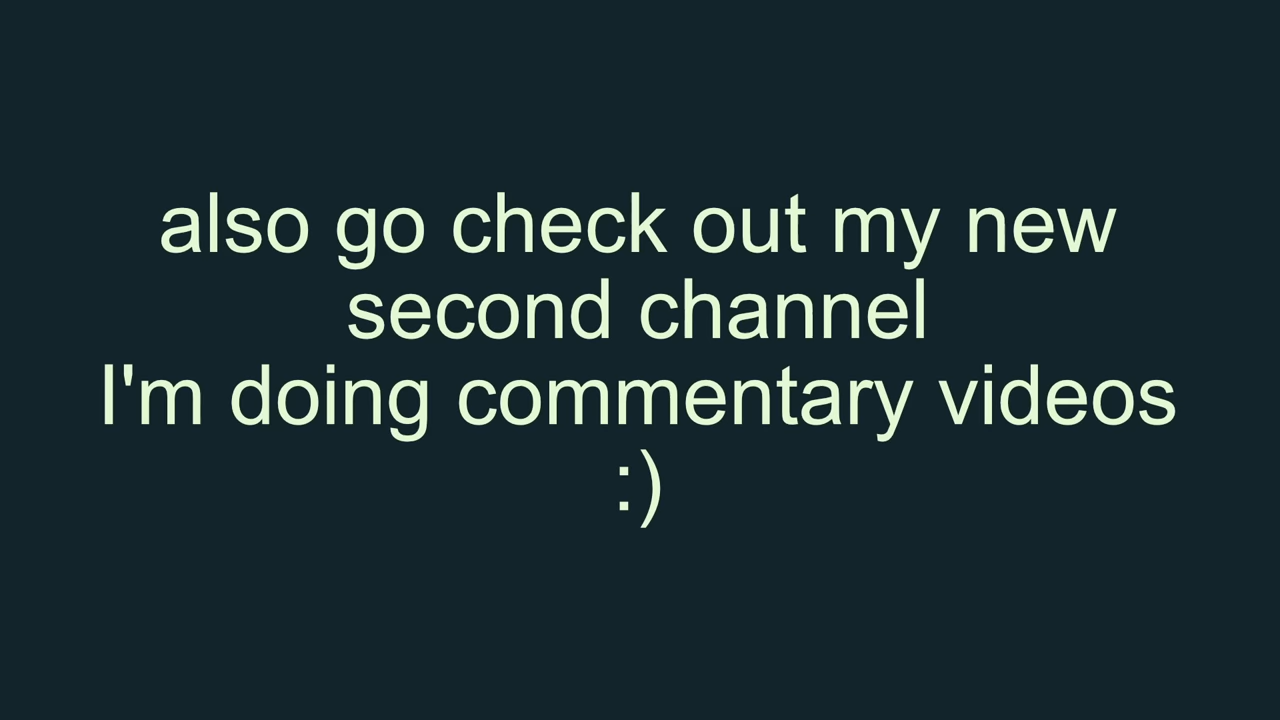 also go check out my new
second channel
I'm doing commentary videos
:)